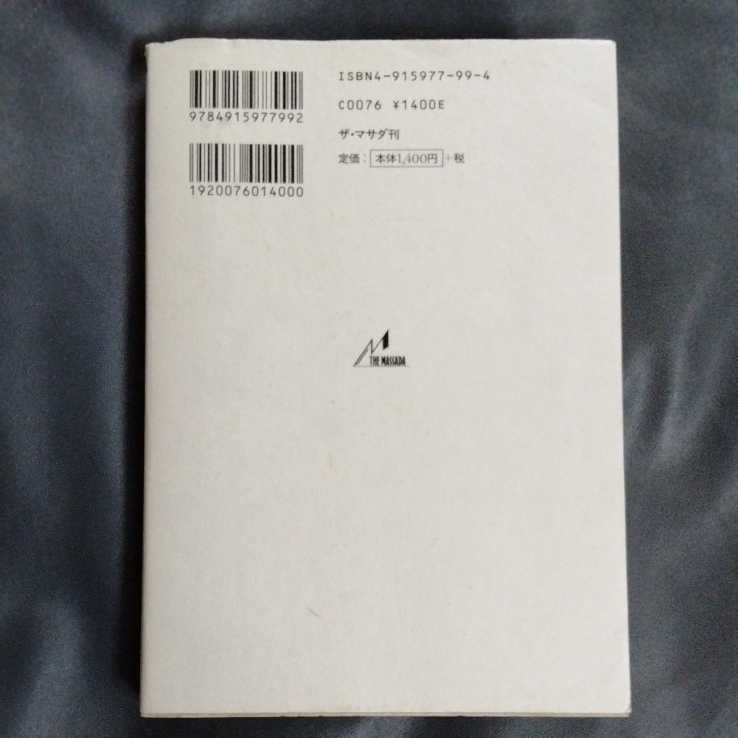 9784915977992
1920076014000
ISBN4-915977-99-4
C0076 ¥1400E
ザ・マサダ刊
定価：本体1,400円+税
THE MASSADA